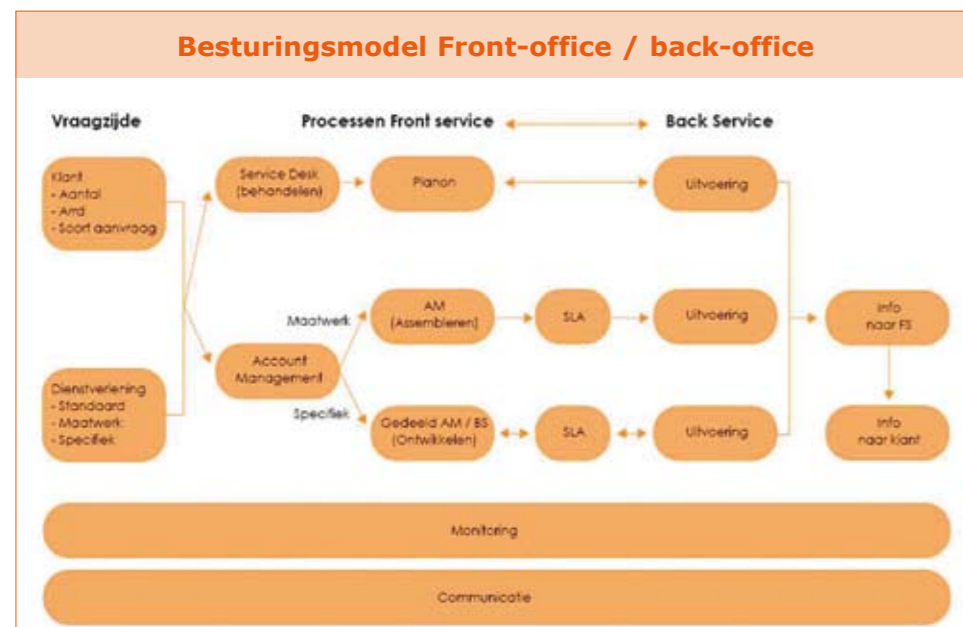 Besturingsmodel Front-office / back-office
Vraagzijde
Processen Front service
Back Service
Klant
- Aantal
- Arrd
- Soort aanvraag
Service Desk
(behandelen)
Planon
Uitvoering
Maatwerk
AM
(Assembleren)
SLA
Uitvoering
Info
naar FS
Account
Management
Dienstverlening
- Standaard
- Maatwerk
- Specifiek
Specifiek
Gedeeld AM / BS
(Ontwikkelen)
SLA
Uitvoering
Info
naar klant
Monitoring
Communicatie